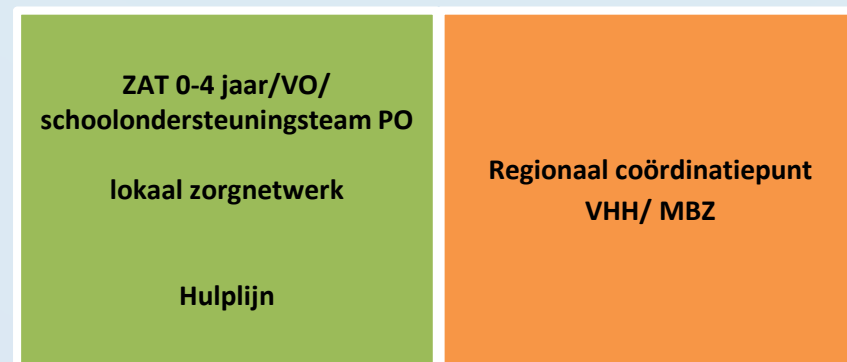 ZAT 0-4 jaar/VO/
schoolondersteuningsteam PO
lokaal zorgnetwerk
Hulplijn
Regionaal coördinatiepunt
VHH/ MBZ